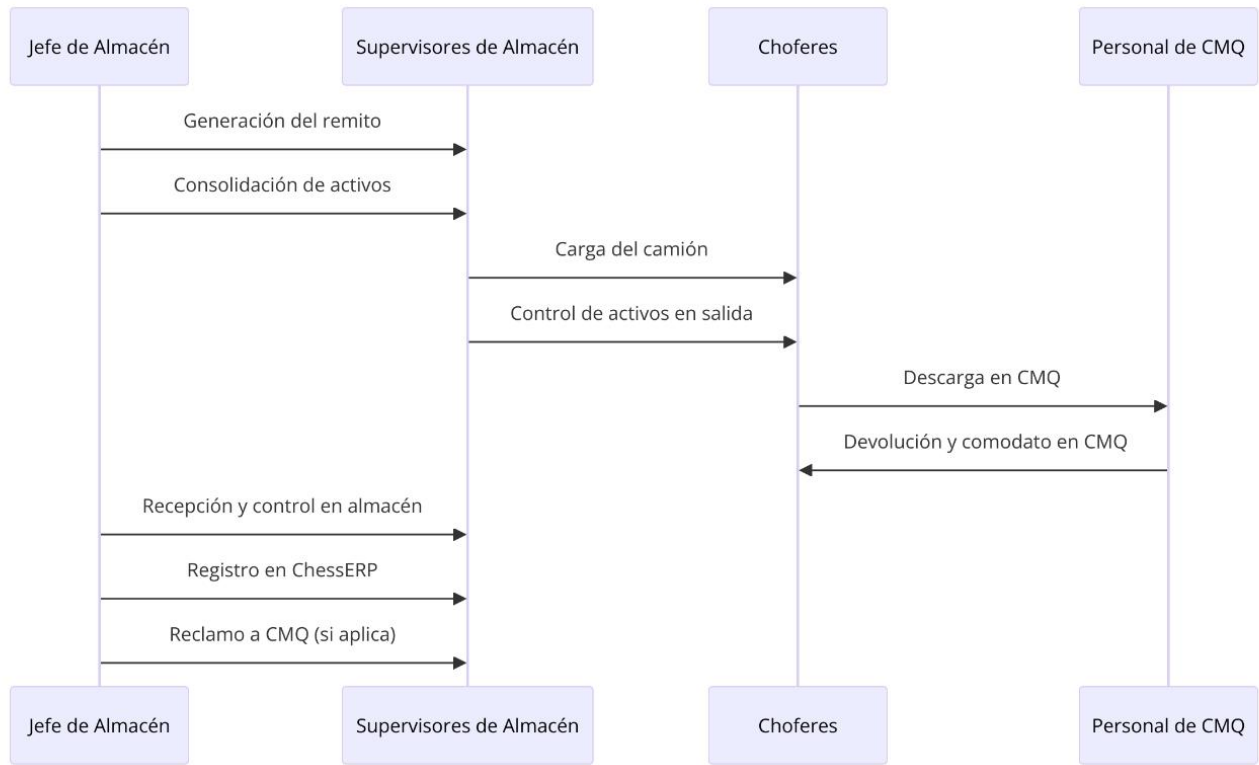 Jefe de Almacén
Supervisores de Almacén
Choferes
Personal de CMQ
Generación del remito
Consolidación de activos
Carga del camión
Control de activos en salida
Descarga en CMQ
Devolución y comodato en CMQ
Recepción y control en almacén
Registro en ChessERP
Reclamo a CMQ (si aplica)
Jefe de Almacén
Supervisores de Almacén
Choferes
Personal de CMQ